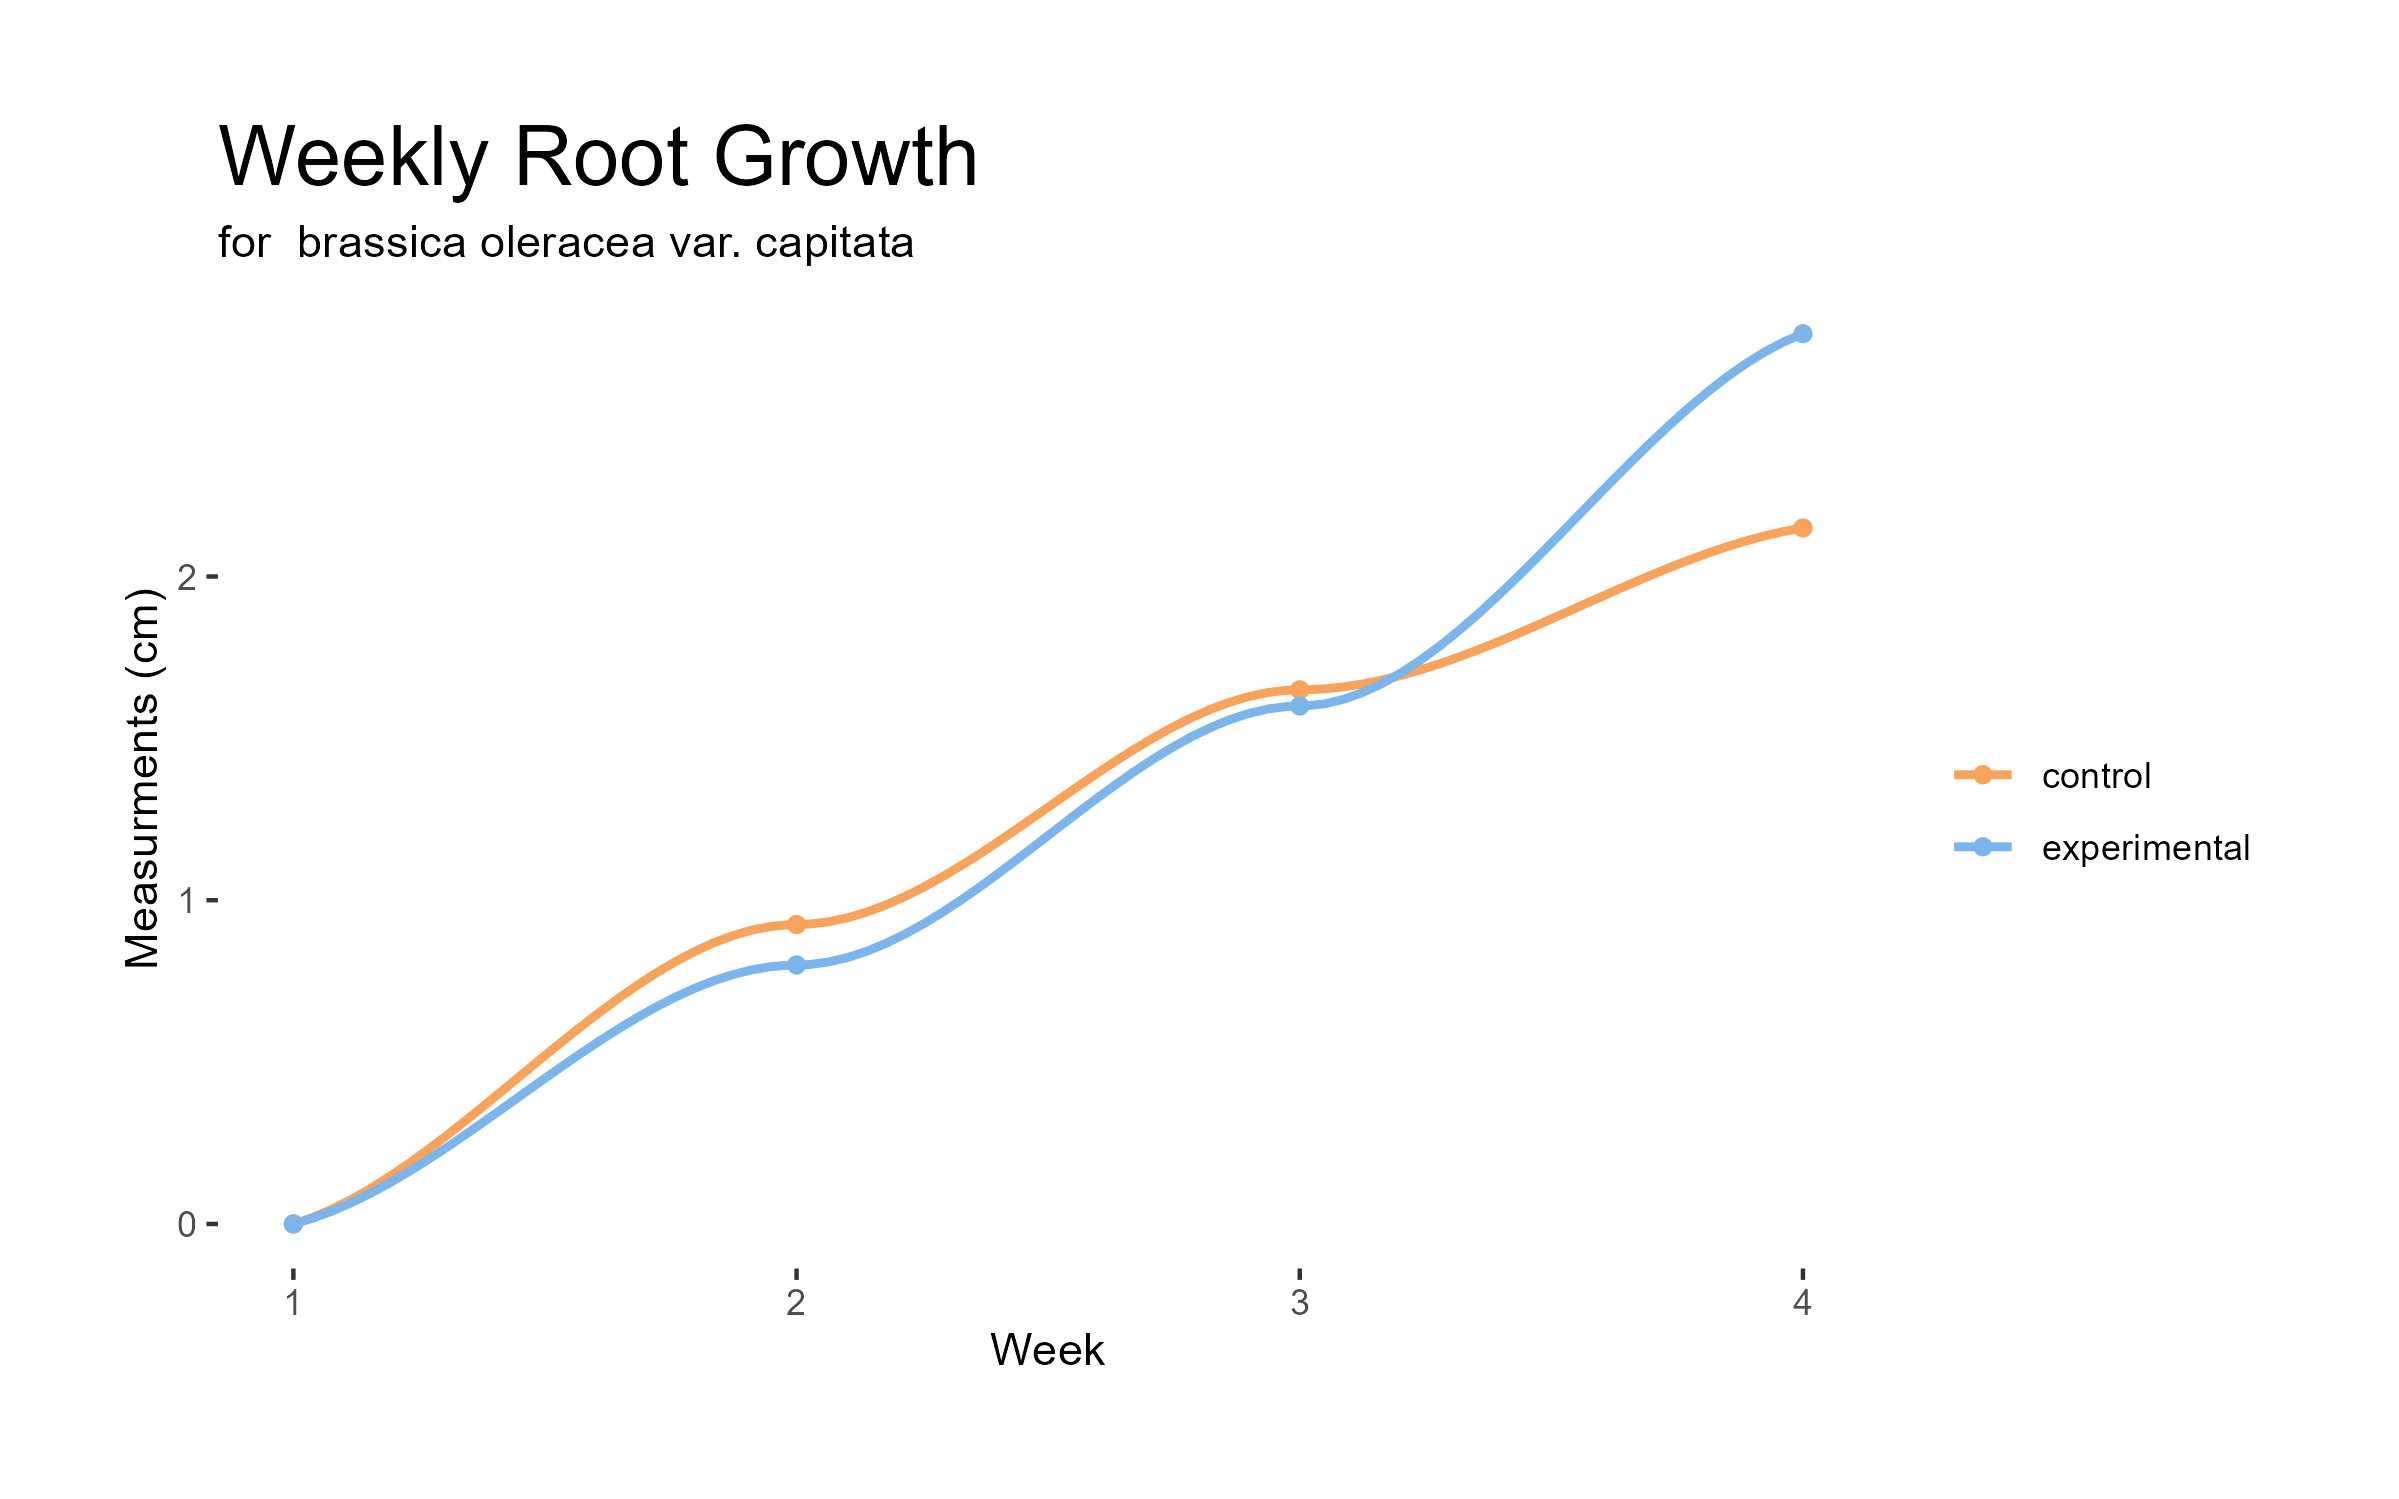 Weekly Root Growth
for  brassica oleracea var. capitata
Measurments (cm)
2
1
0
1
2
3
4
Week
control
experimental